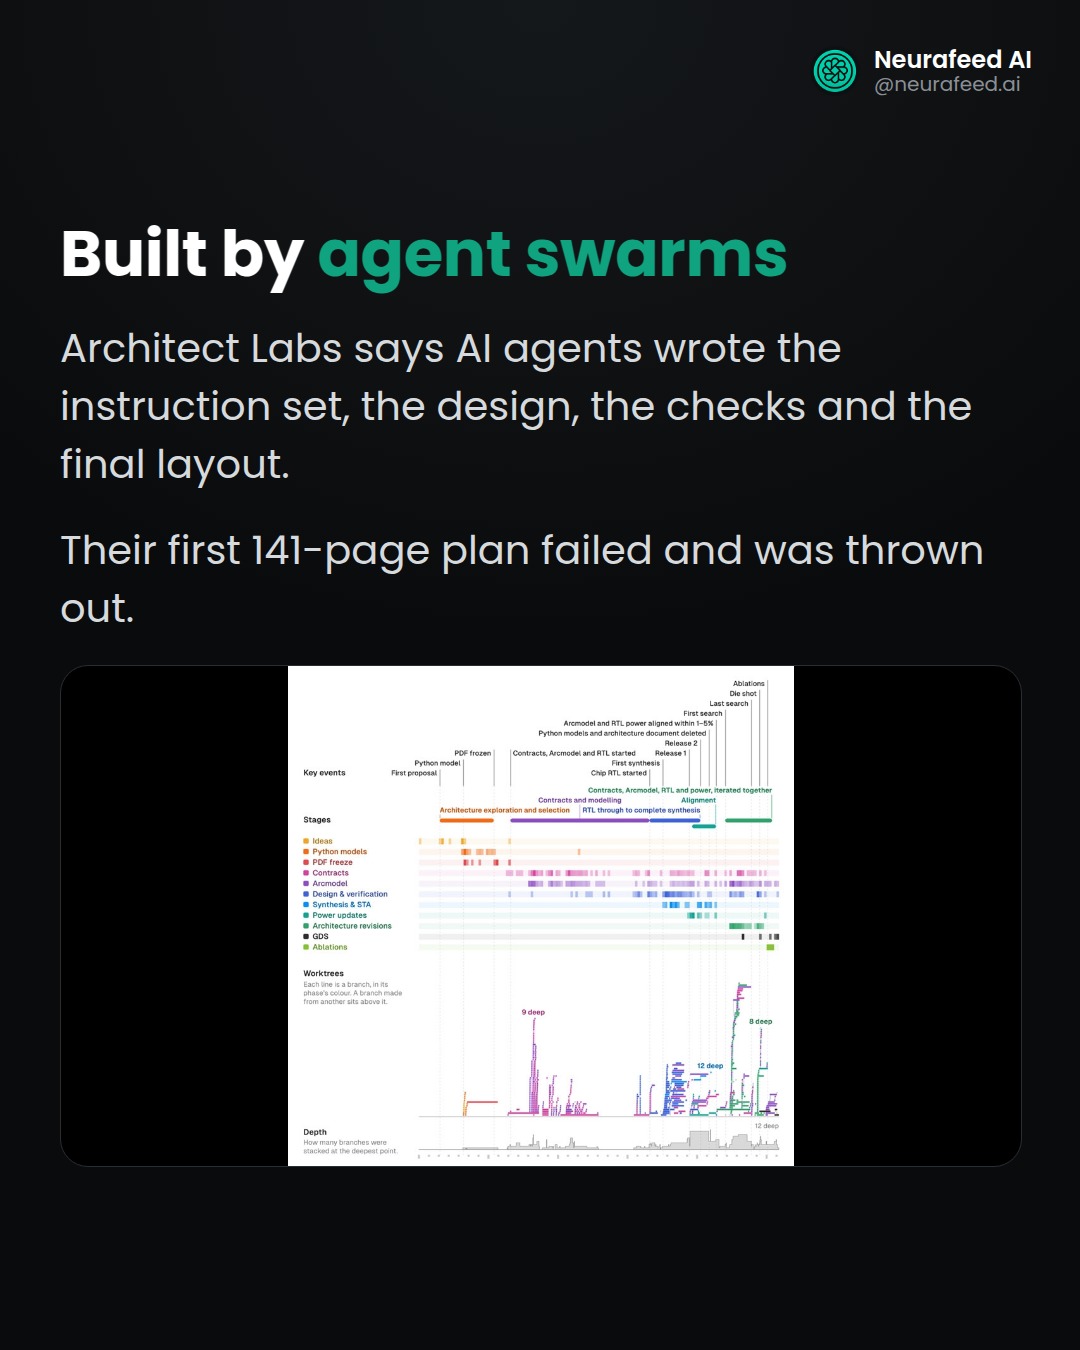 Neurafeed AI
@neurafeed.ai
Built by agent swarms
Architect Labs says AI agents wrote the
instruction set, the design, the checks and the
final layout.
Their first 141-page plan failed and was thrown
out.
Ablations
Die shot
Last search
First search
Arcmodel and RTL power aligned within 1–5%
Python models and architecture document deleted
Release 2
PDF frozen
Contracts, Arcmodel and RTL started
Release 1
Python model
First synthesis
Key events
First proposal
Chip RTL started
Contracts, Arcmodel, RTL and power, iterated together
Contracts and modelling
Alignment
Architecture exploration and selection
RTL through to complete synthesis
Stages
Ideas
Python models
PDF freeze
Contracts
Arcmodel
Design & verification
Synthesis & STA
Power updates
Architecture revisions
GDS
Ablations
Worktrees
Each line is a branch, in its
phase's colour. A branch made
from another sits above it.
9 deep
8 deep
12 deep
12 deep
Depth
How many branches were
stacked at the deepest point.